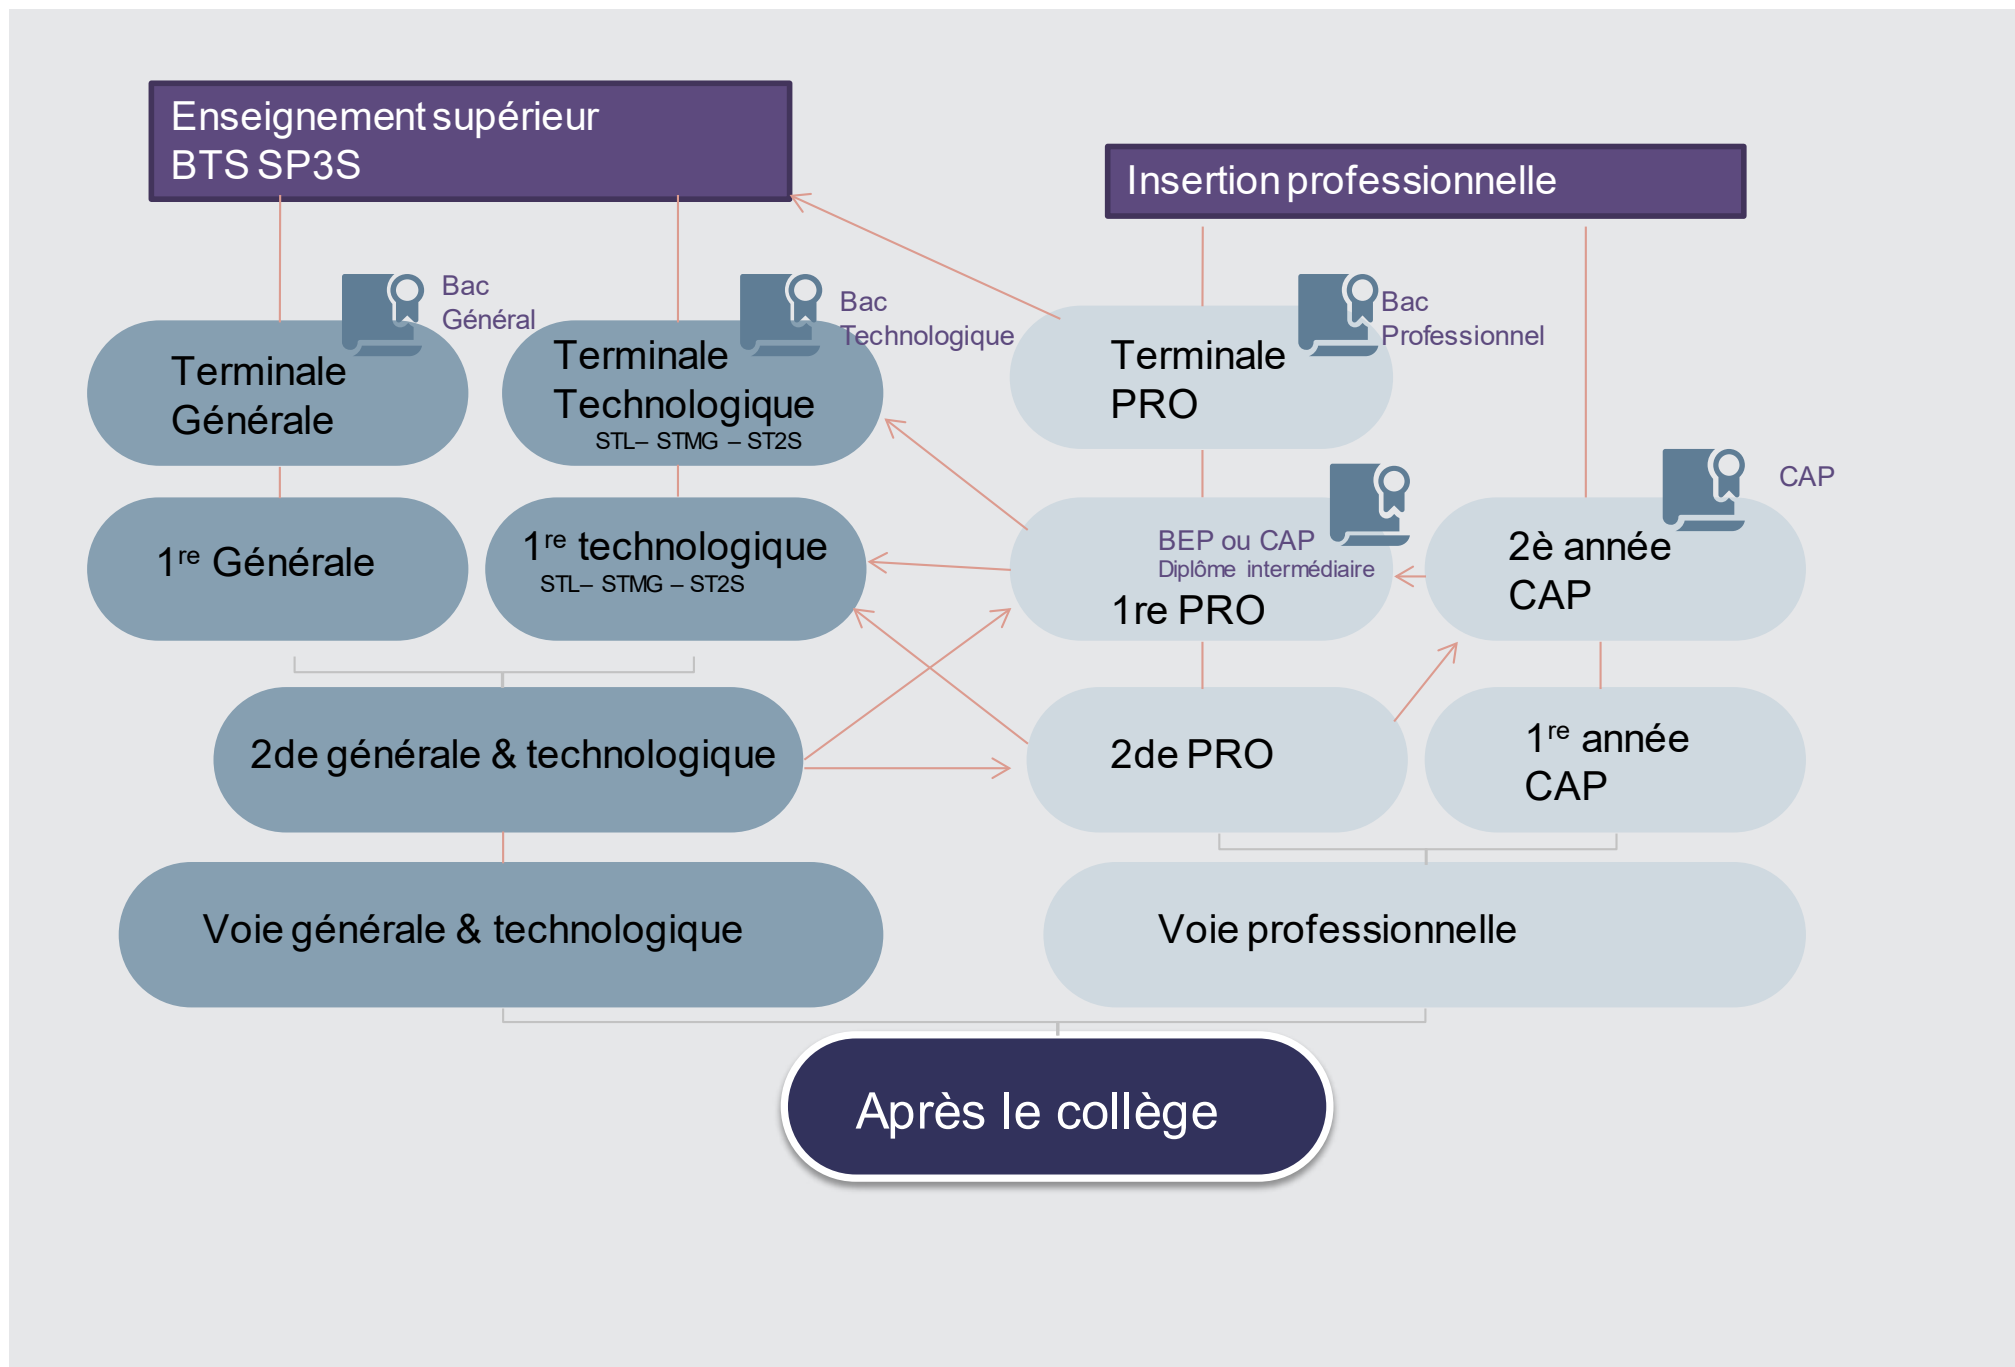 Enseignement supérieur
BTS SP3S
Insertion professionnelle
Bac
Général
Bac
Technologique
Bac
Professionnel
Terminale
Générale
Terminale
Technologique
STL– STMG – ST2S
Terminale
PRO
CAP
1re Générale
1re technologique
STL– STMG – ST2S
BEP ou CAP
Diplôme intermédiaire
1re PRO
2è année
CAP
2de générale & technologique
2de PRO
1re année
CAP
Voie générale & technologique
Voie professionnelle
Après le collège